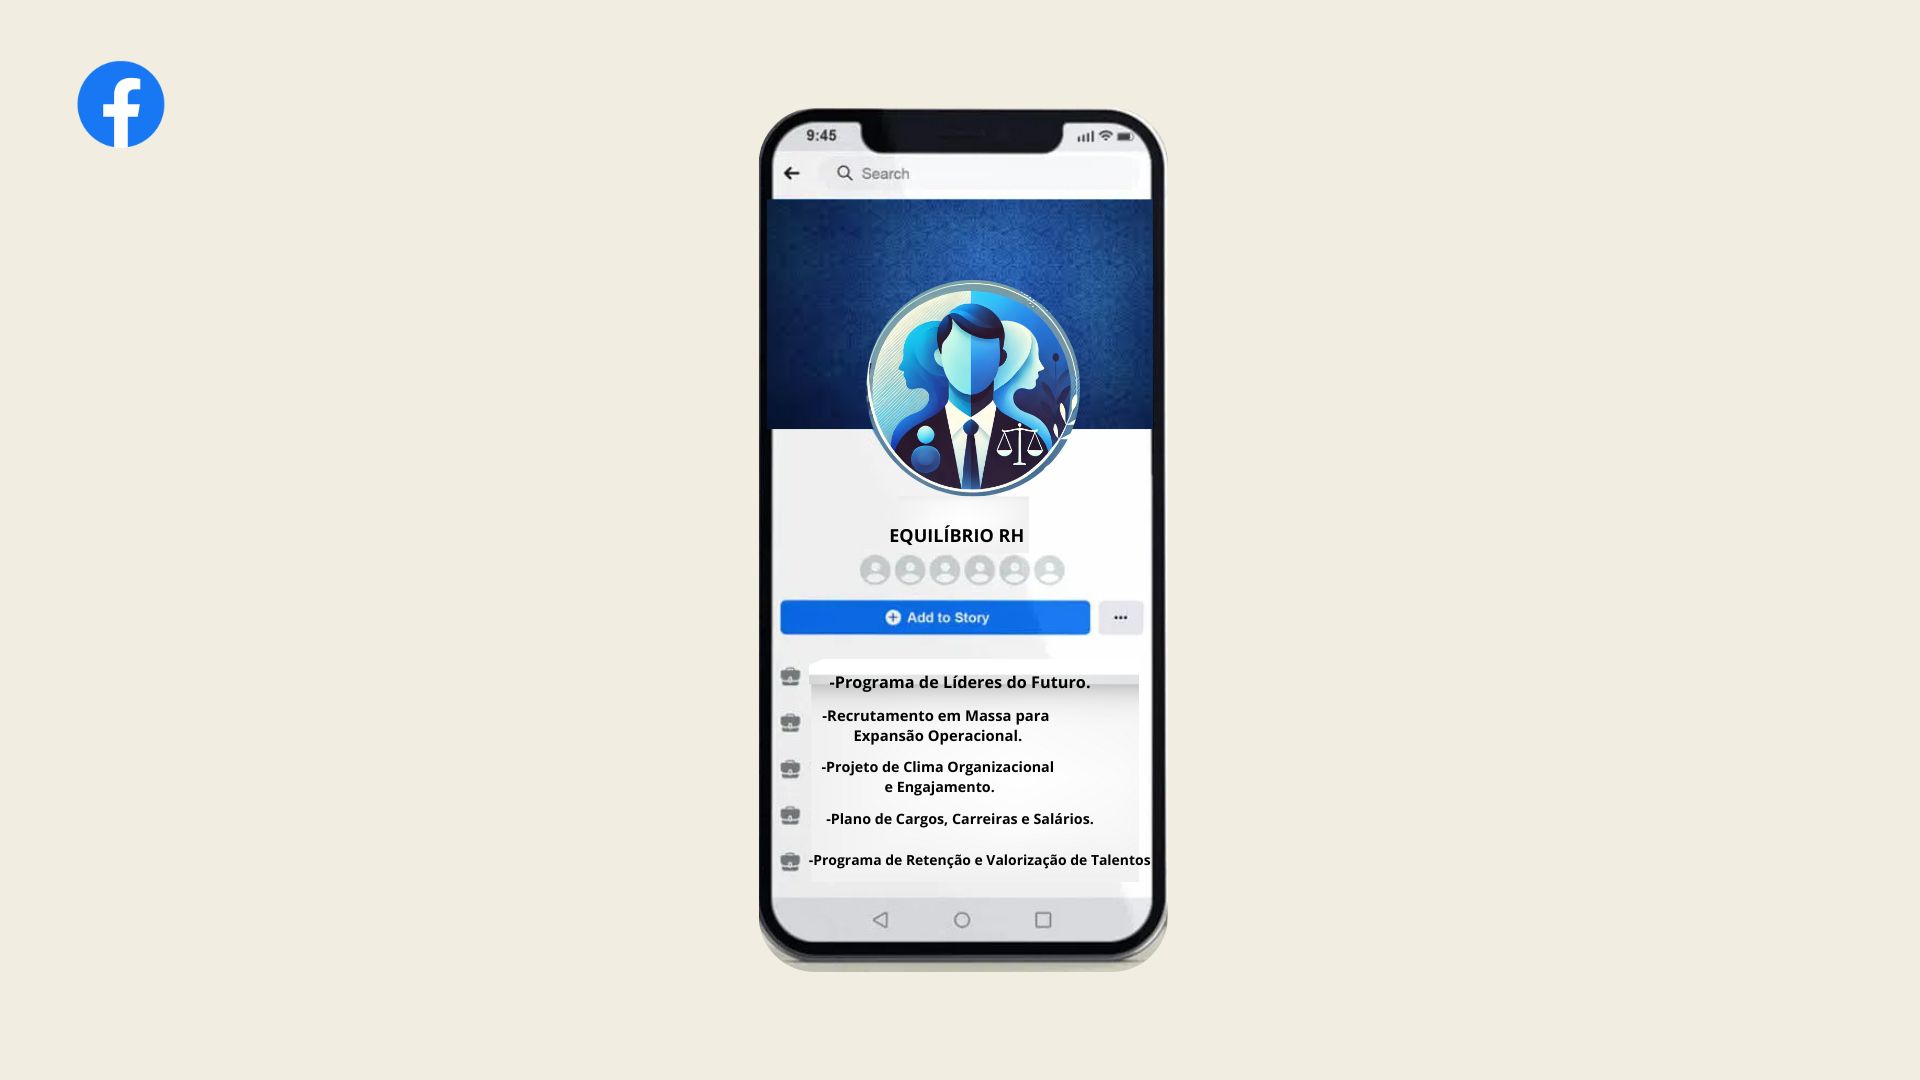 9:45
Search
EQUILÍBRIO RH
Add to Story
-Programa de Líderes do Futuro.
-Recrutamento em Massa para
Expansão Operacional.
-Projeto de Clima Organizacional
e Engajamento.
-Plano de Cargos, Carreiras e Salários.
-Programa de Retenção e Valorização de Talentos